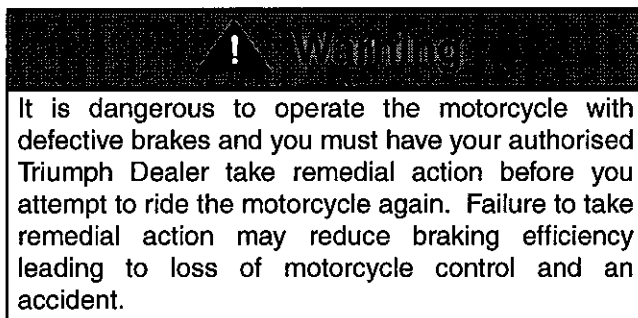 Warning
It is dangerous to operate the motorcycle with
defective brakes and you must have your authorised
Triumph Dealer take remedial action before you
attempt to ride the motorcycle again. Failure to take
remedial action may reduce braking efficiency
leading to loss of motorcycle control and an
accident.